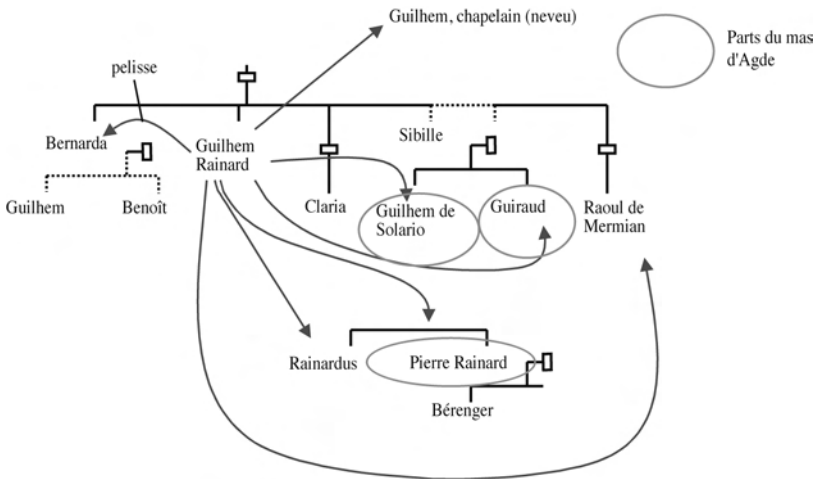 Guilhem, chapelain (neveu)
Parts du mas
d'Agde
pelisse
Bernarda
Guilhem
Rainard
Sibille
Guilhem
Benoît
Claria
Guilhem de
Solario
Guiraud
Raoul de
Mermian
Rainardus
Pierre Rainard
Bérenger